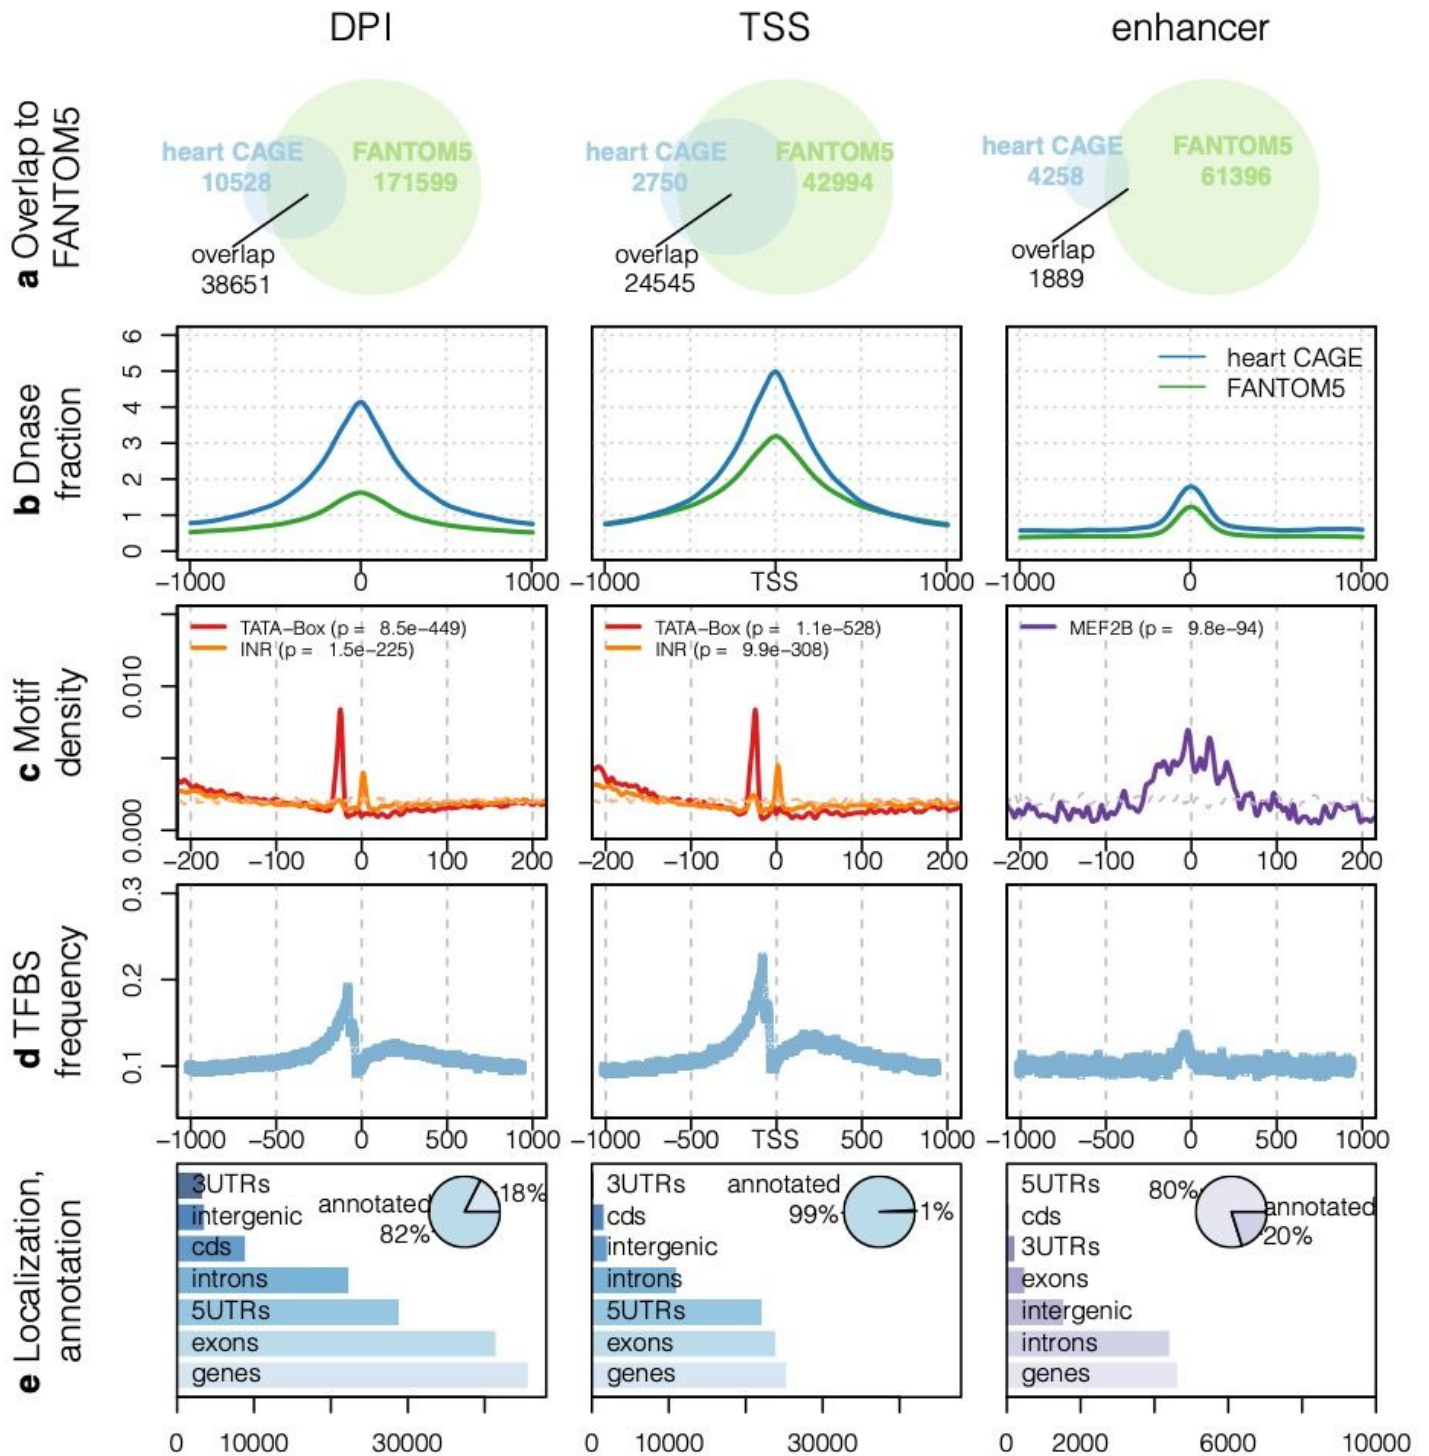 DPI
TSS
enhancer
a Overlap to
FANTOM5
heart CAGE
10528
FANTOM5
171599
overlap
38651
heart CAGE
2750
FANTOM5
42994
overlap
24545
heart CAGE
4258
FANTOM5
61396
overlap
1889
b Dnase
fraction
6
5
4
3
2
1
0
heart CAGE
FANTOM5
−1000 0 1000
−1000 TSS 1000
−1000 0 1000
c Motif
density
0.010
0.000
TATA−Box (p = 8.5e−449)
INR (p = 1.5e−225)
TATA−Box (p = 1.1e−528)
INR (p = 9.9e−308)
MEF2B (p = 9.8e−94)
−200 −100 0 100 200
−200 −100 0 100 200
−200 −100 0 100 200
d TFBS
frequency
0.3
0.2
0.1
−1000 −500 0 500 1000
−1000 −500 TSS 500 1000
−1000 −500 0 500 1000
e Localization,
annotation
3UTRs
intergenic
cds
introns
5UTRs
exons
genes
annotated
82%
18%
0 10000 30000
3UTRs
cds
intergenic
introns
5UTRs
exons
genes
annotated
99%
1%
0 10000 30000
5UTRs
cds
3UTRs
exons
intergenic
introns
genes
80%
annotated
20%
0 2000 6000 10000